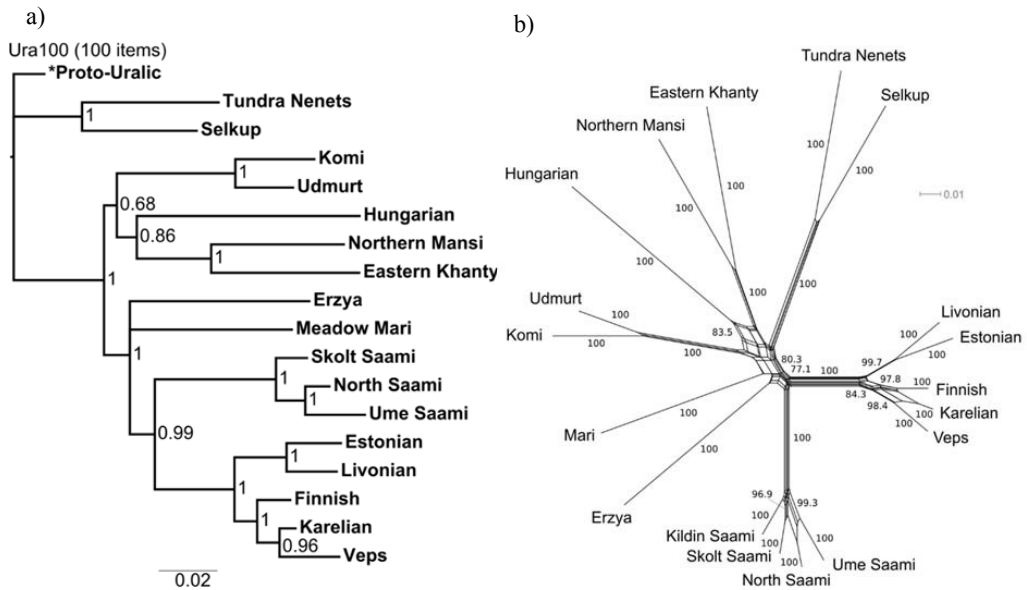 a)
Ura100 (100 items)
*Proto-Uralic
Tundra Nenets
1
Selkup
Komi
1
Udmurt
0.68
Hungarian
0.86
Northern Mansi
1
Eastern Khanty
1
Erzya
Meadow Mari
1
Skolt Saami
1
North Saami
1
Ume Saami
0.99
Estonian
1
Livonian
1
Finnish
1
Karelian
0.96
Veps
0.02
b)
Tundra Nenets
Eastern Khanty
Selkup
Northern Mansi
100
Hungarian
100
100
0.01
100
100
100
Udmurt
100
100
Livonian
100
83.5
100
Estonian
Komi
100
100
80.3
99.7
100
77.1
100
97.8
Finnish
84.3
100
Karelian
98.4
100
Mari
100
100
Veps
100
Erzya
96.9
99.3
100
Kildin Saami
100
Skolt Saami
100
Ume Saami
North Saami